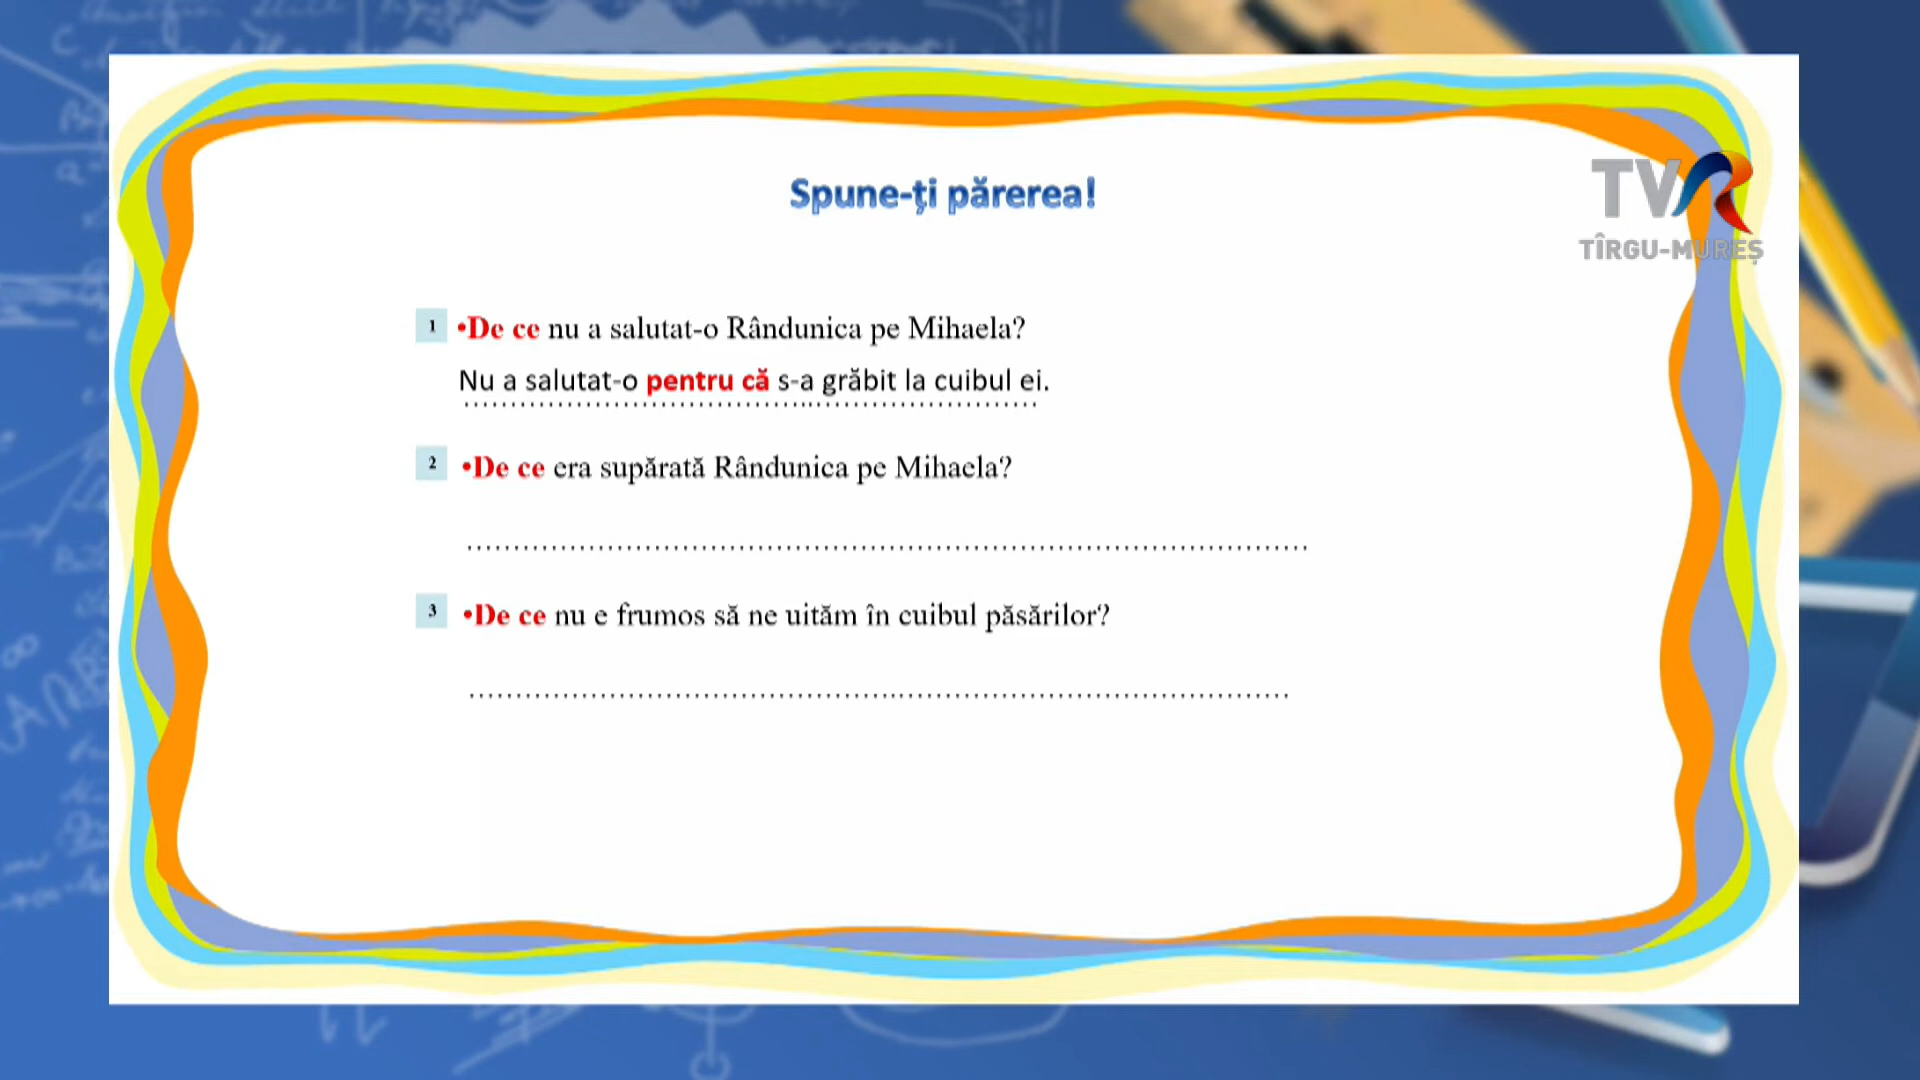 Spune-ți părerea!
TVR
TÎRGU-MUREȘ
1 •De ce nu a salutat-o Rândunica pe Mihaela?
Nu a salutat-o pentru că s-a grăbit la cuibul ei.
2 •De ce era supărată Rândunica pe Mihaela?
3 •De ce nu e frumos să ne uităm în cuibul păsărilor?